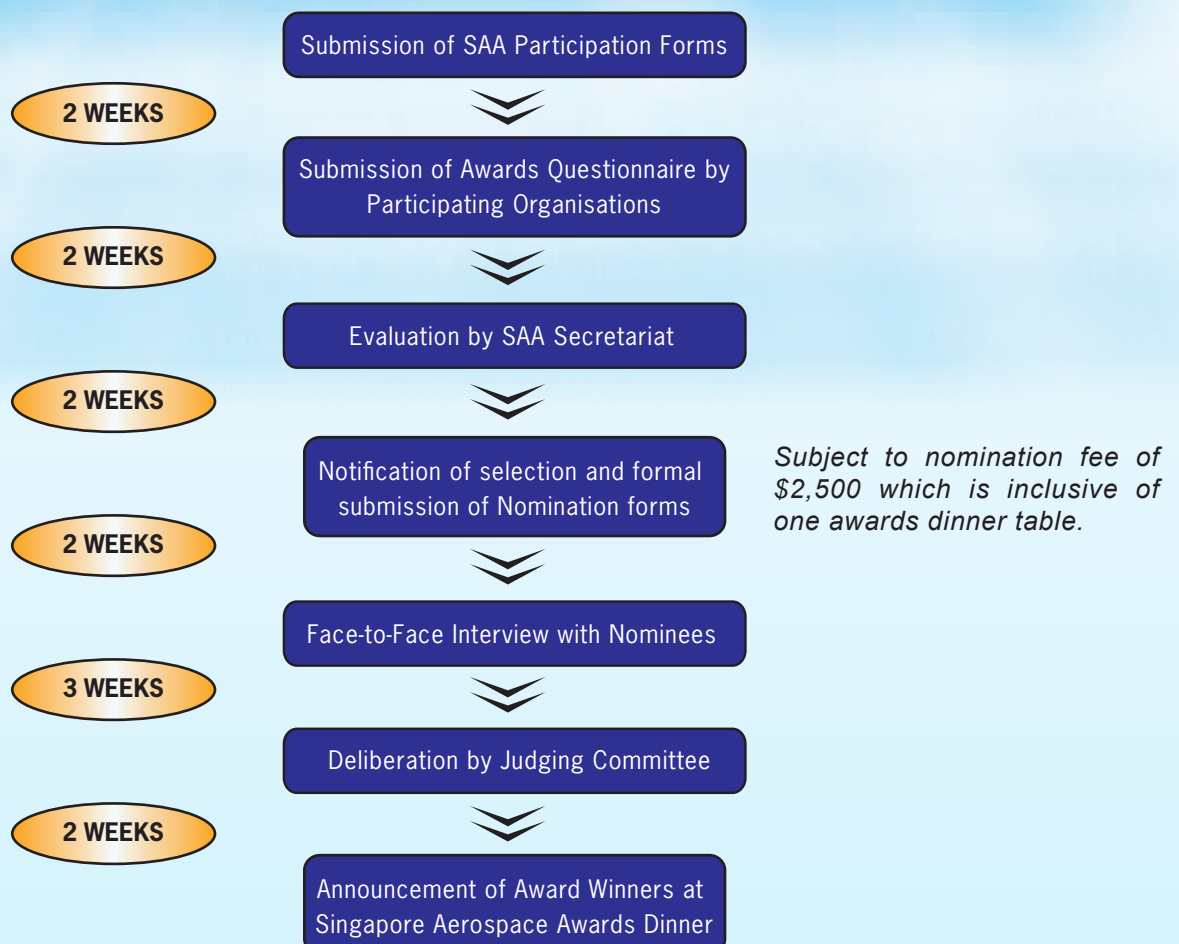 Submission of SAA Participation Forms
2 WEEKS
Submission of Awards Questionnaire by
Participating Organisations
2 WEEKS
Evaluation by SAA Secretariat
2 WEEKS
Notification of selection and formal
submission of Nomination forms
Subject to nomination fee of
$2,500 which is inclusive of
one awards dinner table.
2 WEEKS
Face-to-Face Interview with Nominees
3 WEEKS
Deliberation by Judging Committee
2 WEEKS
Announcement of Award Winners at
Singapore Aerospace Awards Dinner